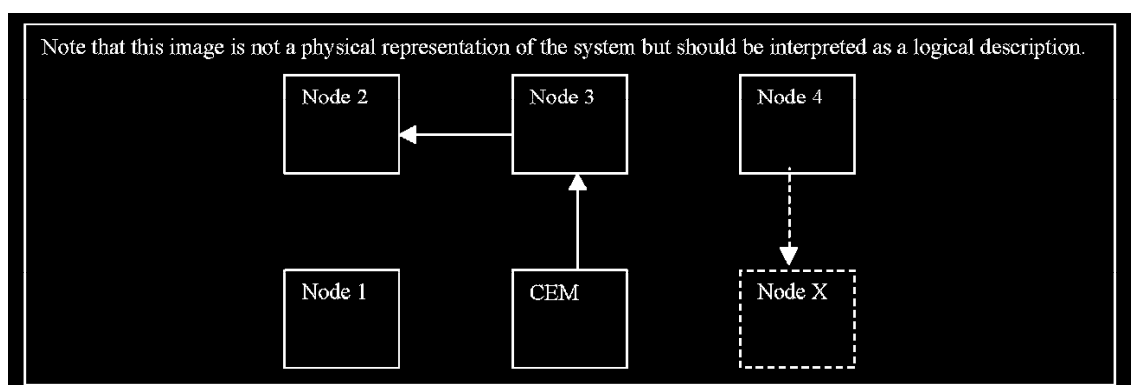 Note that this image is not a physical representation of the system but should be interpreted as a logical description.
Node 2
Node 3
Node 4
Node 1
CEM
Node X